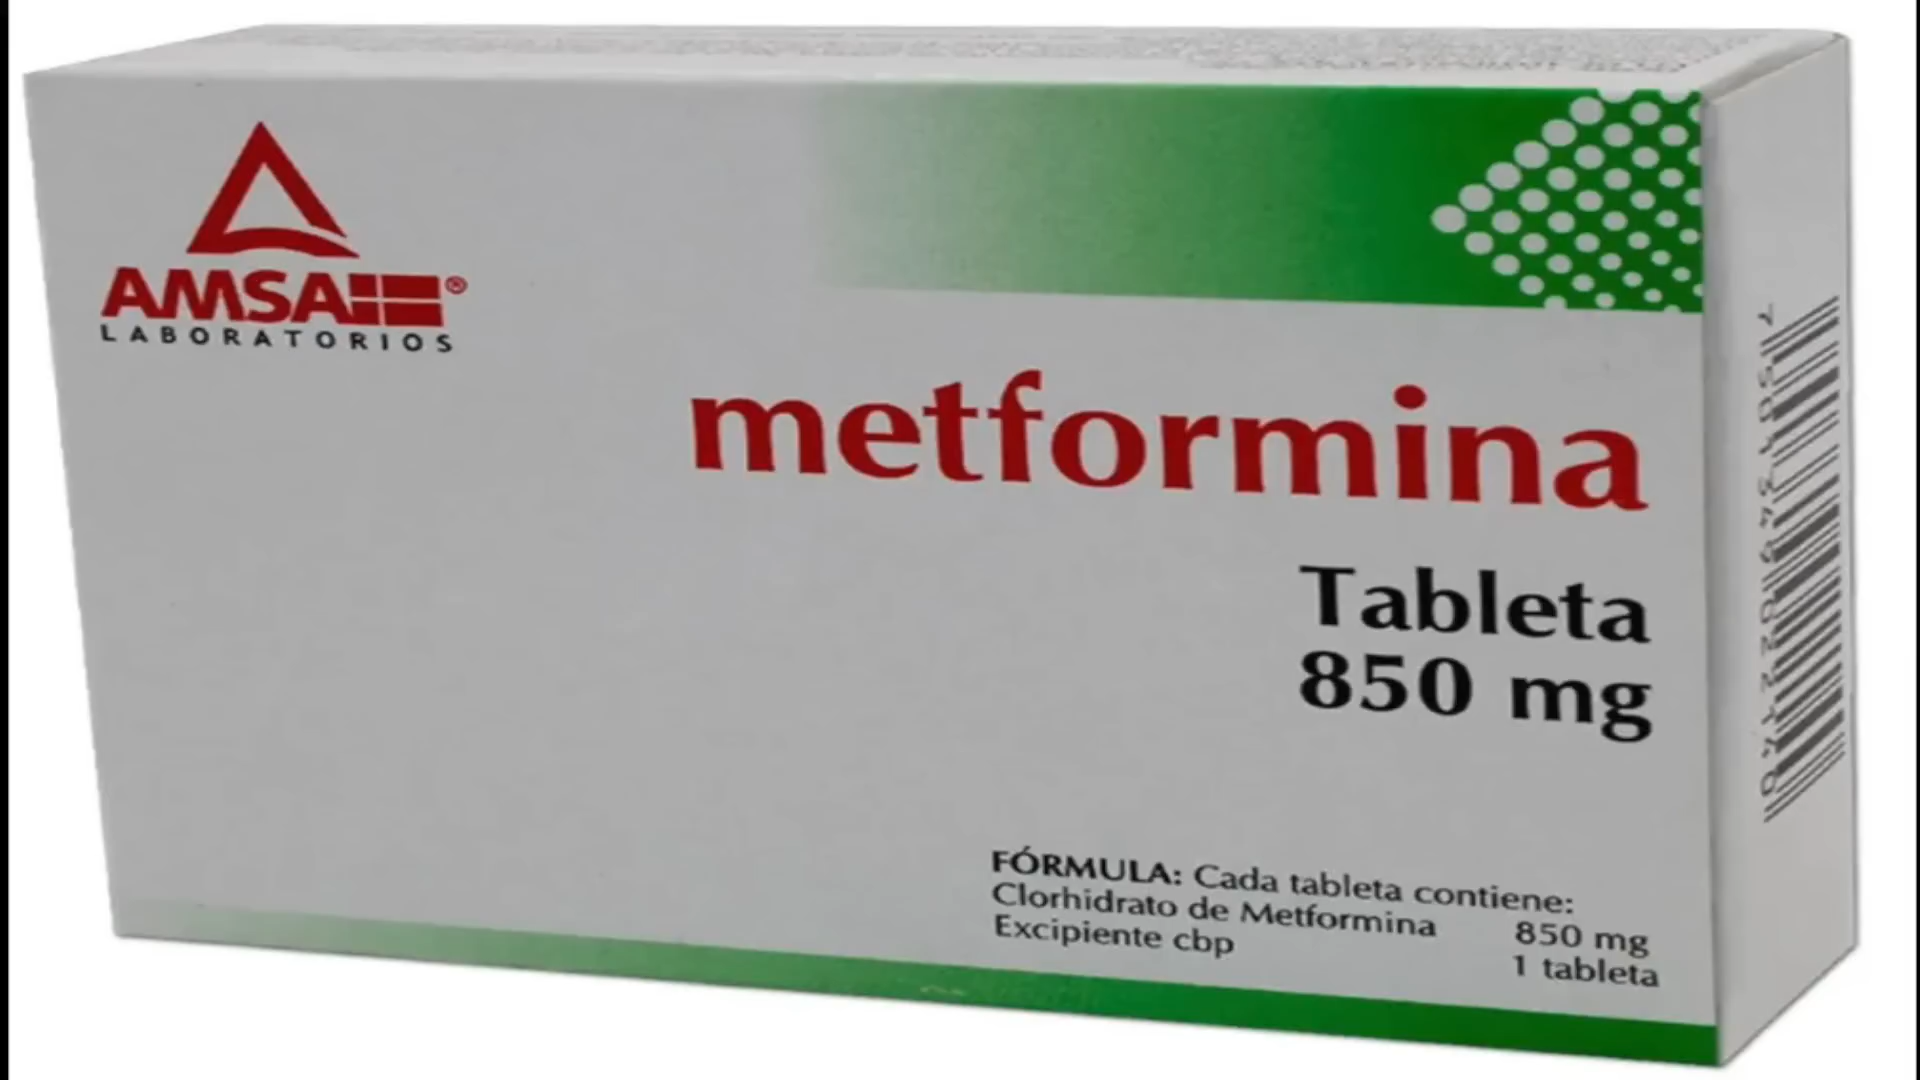 AMSA®
LABORATORIOS
metformina
Tableta
850 mg
FÓRMULA: Cada tableta contiene:
Clorhidrato de Metformina 850 mg
Excipiente cbp 1 tableta